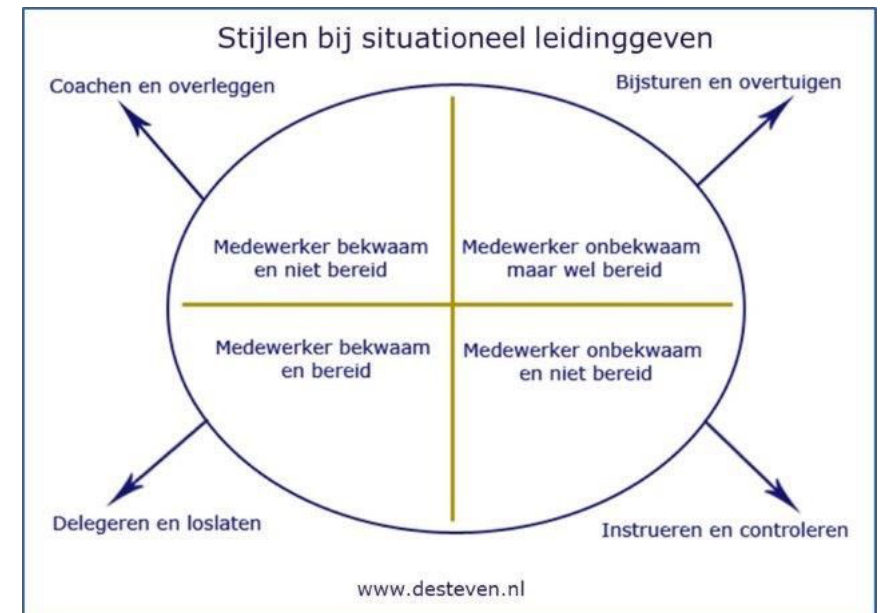 Stijlen bij situationeel leidinggeven
Coachen en overleggen
Bijsturen en overtuigen
Medewerker bekwaam
en niet bereid
Medewerker onbekwaam
maar wel bereid
Medewerker bekwaam
en bereid
Medewerker onbekwaam
en niet bereid
Delegeren en loslaten
Instrueren en controleren
www.desteven.nl